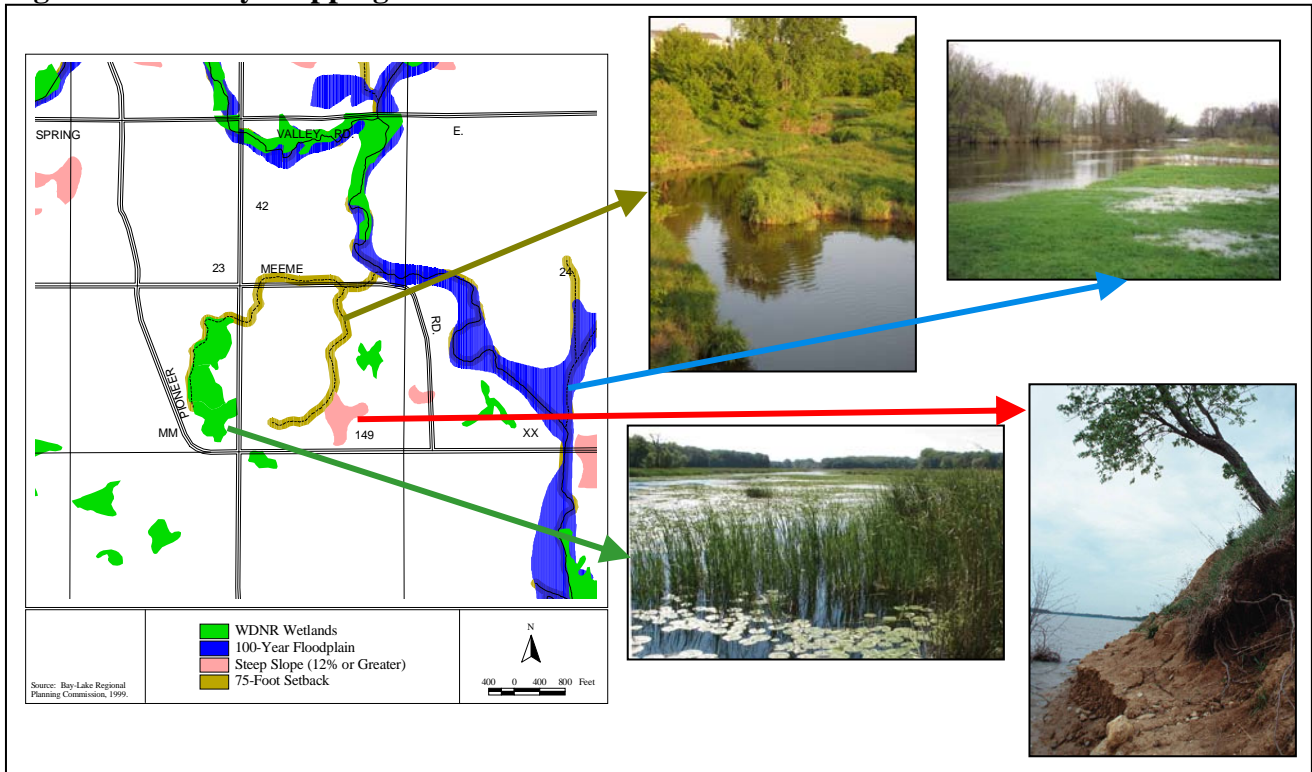 SPRING
VALLEY RD.
E.
42
23
MEEME
24
RD.
PIONEER
MM
149
XX
WDNR Wetlands
100-Year Floodplain
Steep Slope (12% or Greater)
75-Foot Setback
N
400 0 400 800 Feet
Source: Bay-Lake Regional
Planning Commission, 1999.